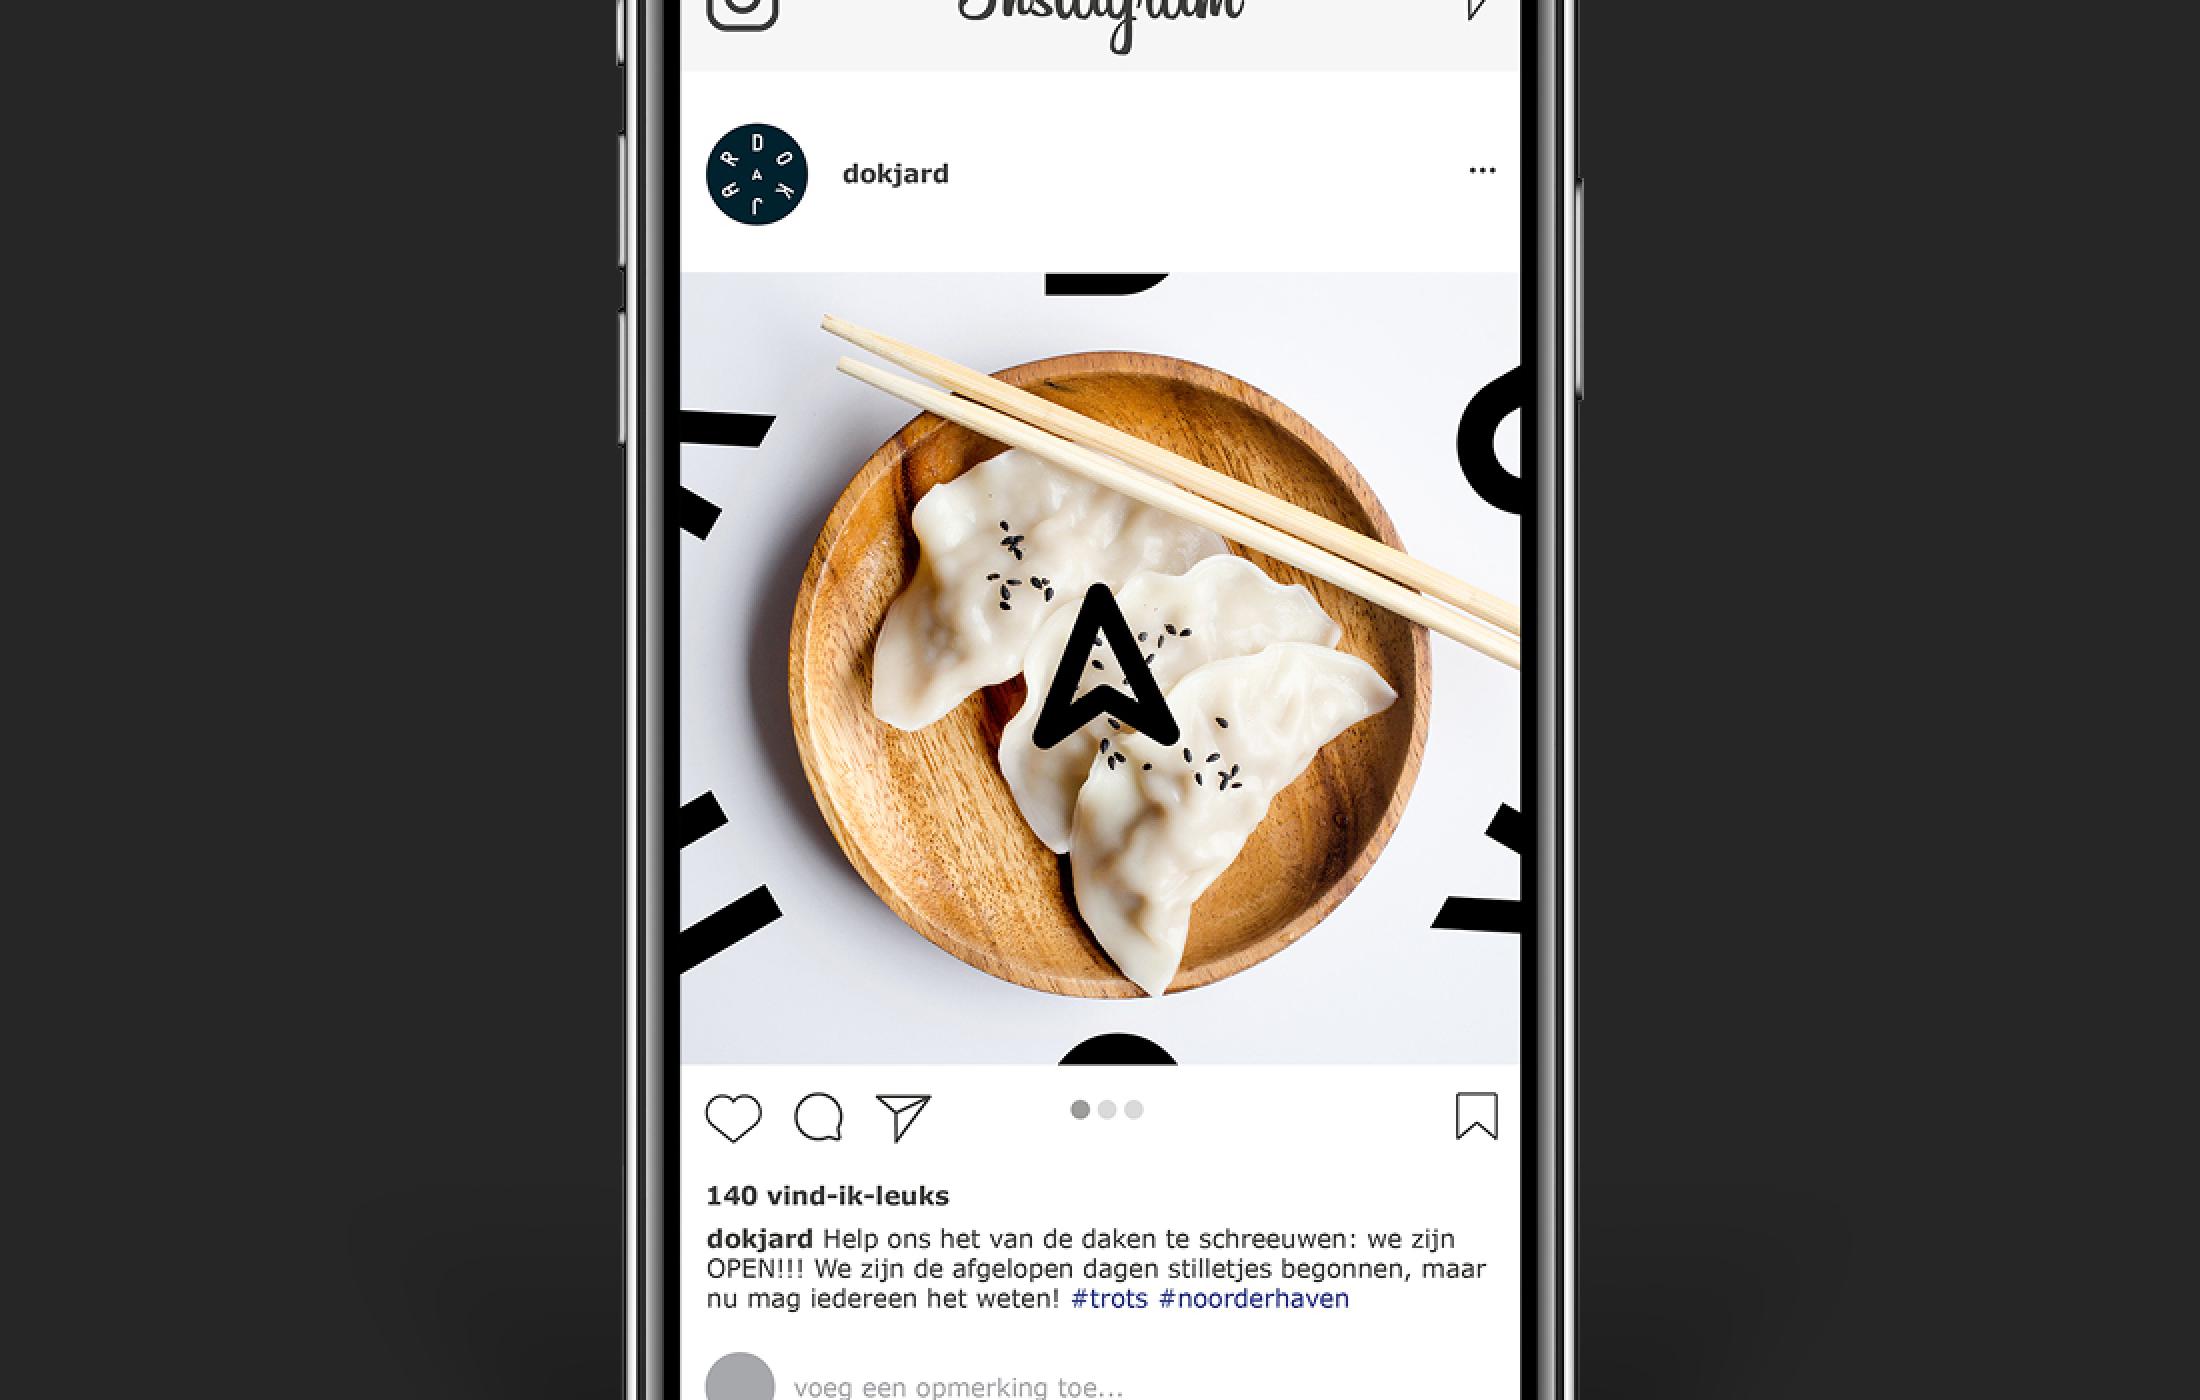 Instagram
DOKJARD
A
dokjard
A
140 vind-ik-leuks
dokjard Help ons het van de daken te schreeuwen: we zijn
OPEN!!! We zijn de afgelopen dagen stilletjes begonnen, maar
nu mag iedereen het weten! #trots #noorderhaven
voeg een opmerking toe...